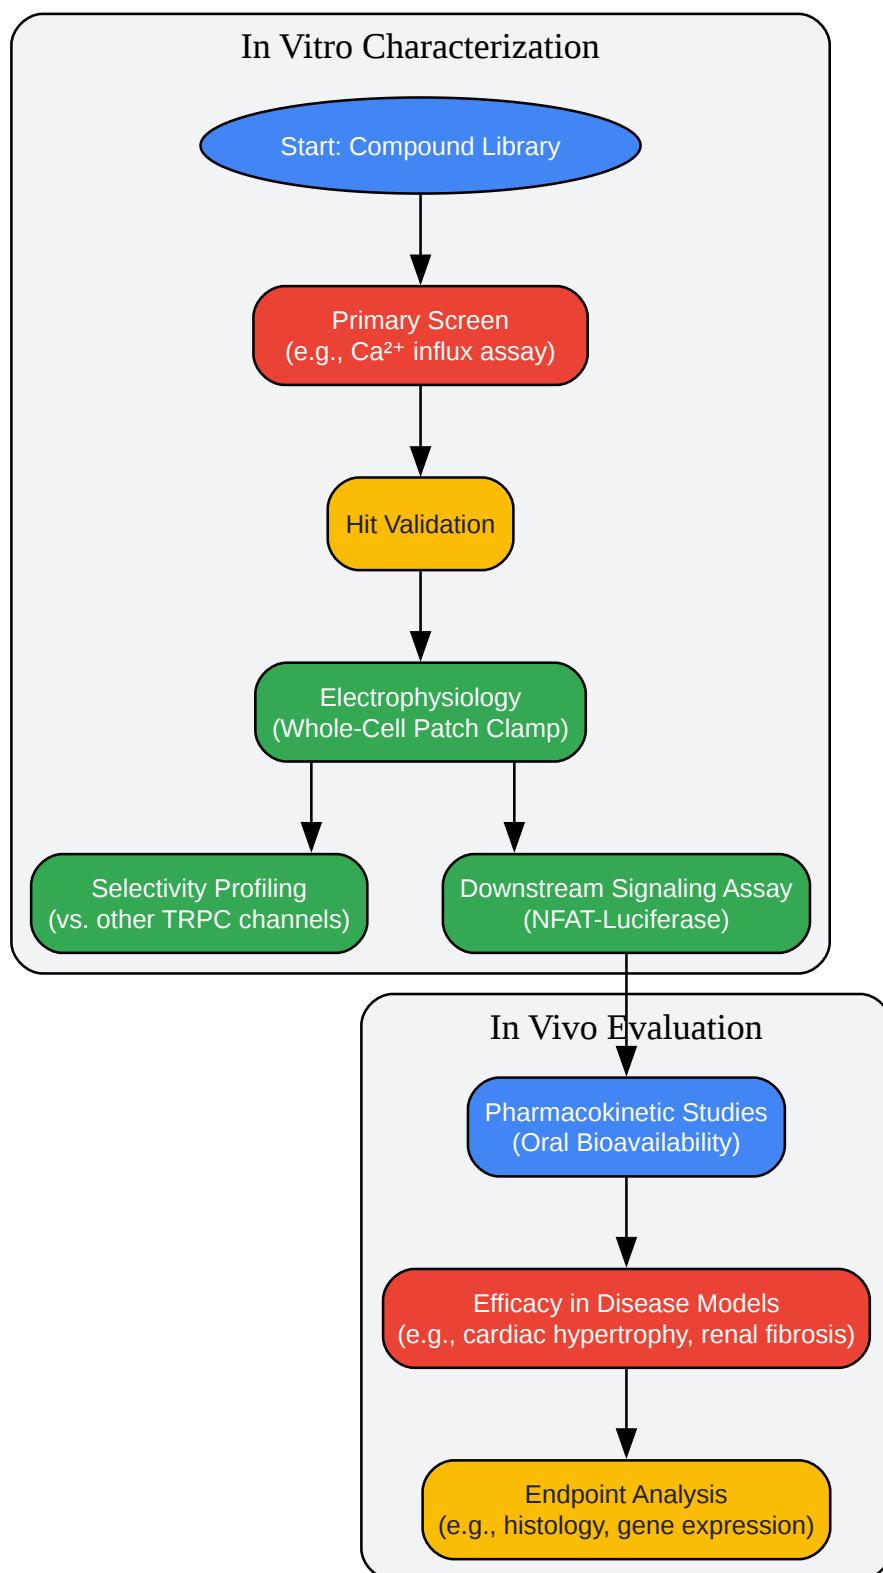 In Vitro Characterization
Start: Compound Library
Primary Screen
(e.g., Ca²⁺ influx assay)
Hit Validation
Electrophysiology
(Whole-Cell Patch Clamp)
Selectivity Profiling
(vs. other TRPC channels)
Downstream Signaling Assay
(NFAT-Luciferase)
In Vivo Evaluation
Pharmacokinetic Studies
(Oral Bioavailability)
Efficacy in Disease Models
(e.g., cardiac hypertrophy, renal fibrosis)
Endpoint Analysis
(e.g., histology, gene expression)